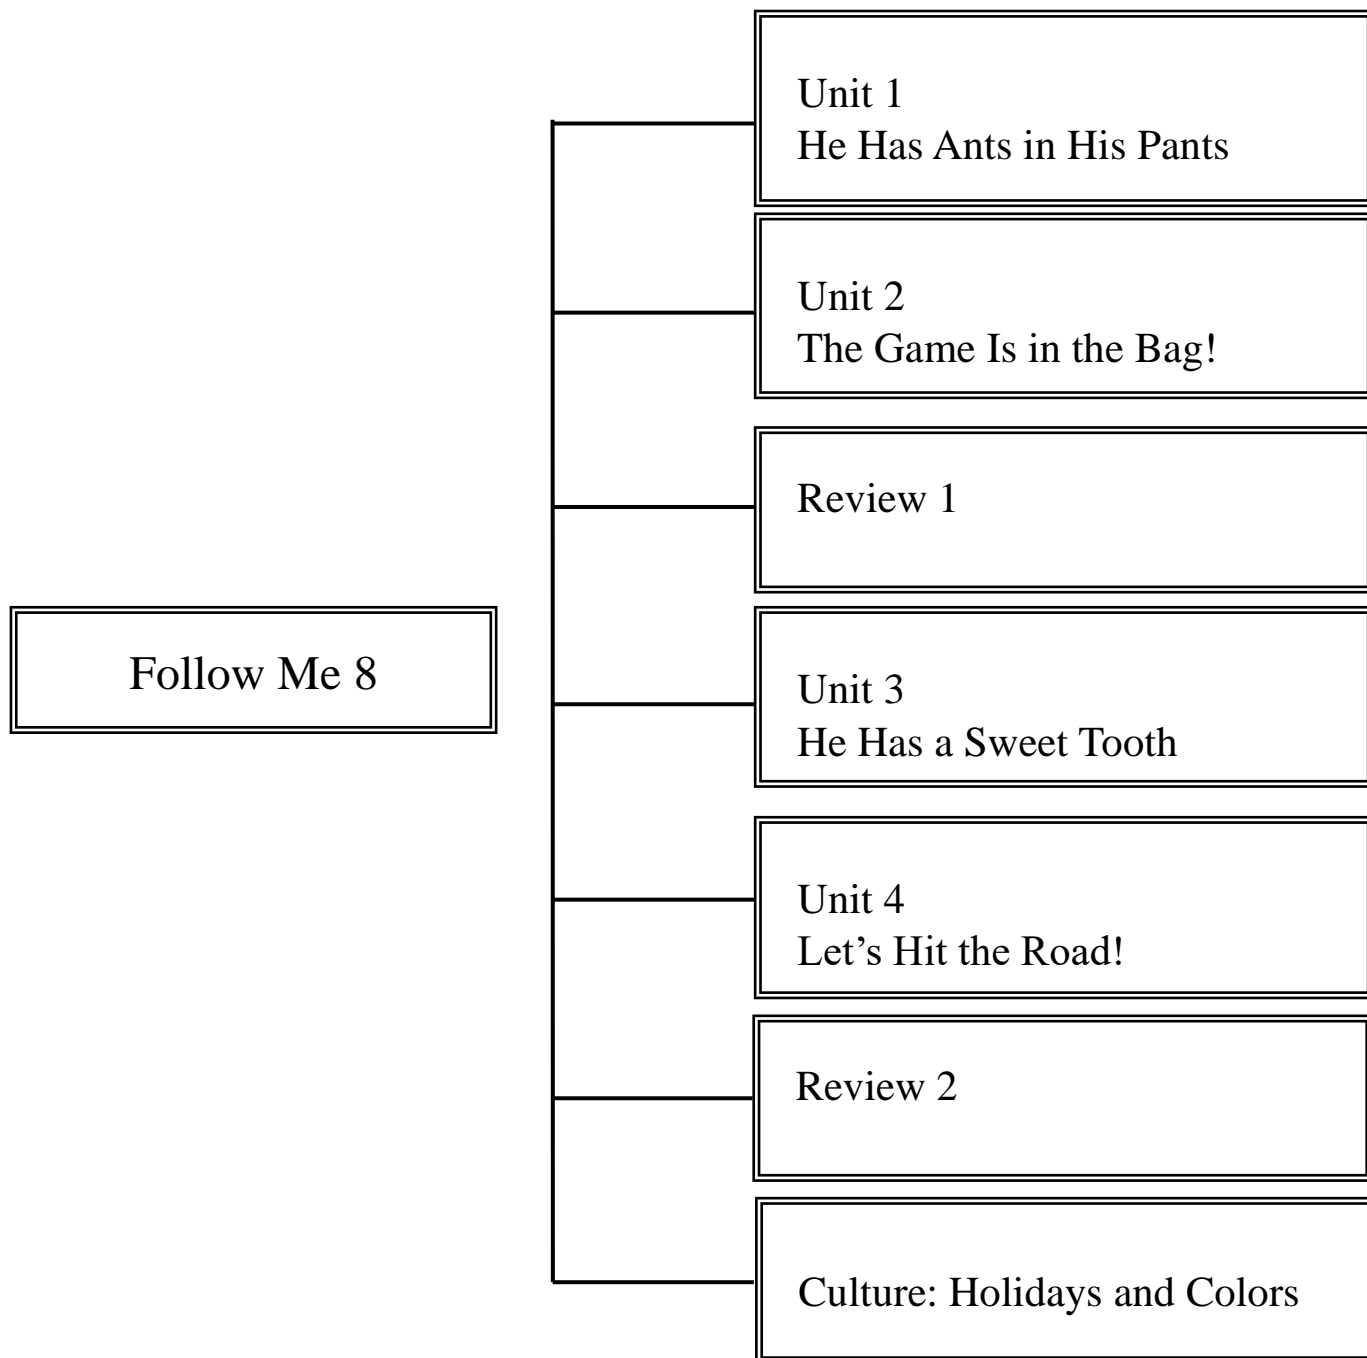 Unit 1
He Has Ants in His Pants
Unit 2
The Game Is in the Bag!
Review 1
Follow Me 8
Unit 3
He Has a Sweet Tooth
Unit 4
Let’s Hit the Road!
Review 2
Culture: Holidays and Colors